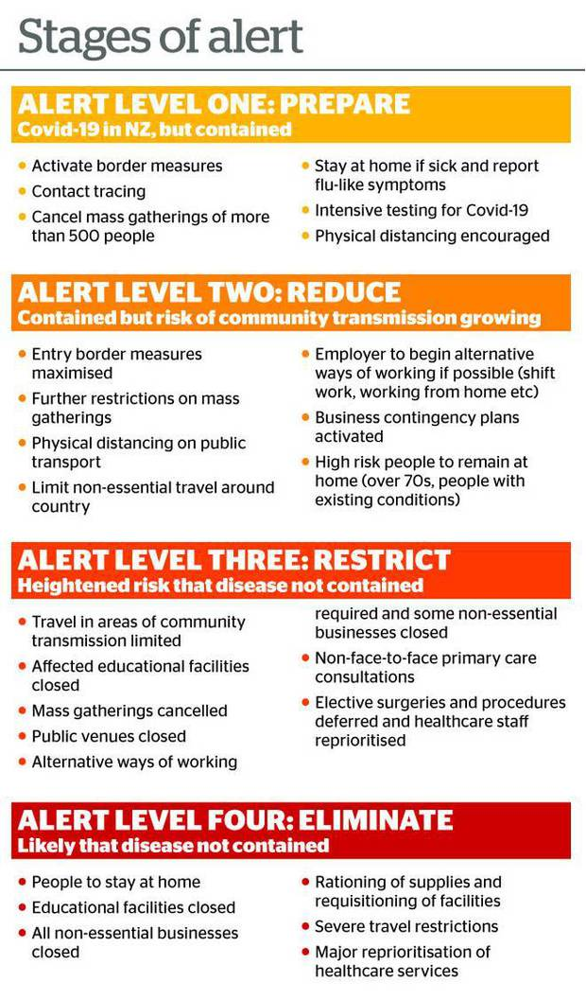 Stages of alert
ALERT LEVEL ONE: PREPARE
Covid-19 in NZ, but contained
• Activate border measures
• Contact tracing
• Cancel mass gatherings of more
than 500 people
• Stay at home if sick and report
flu-like symptoms
• Intensive testing for Covid-19
• Physical distancing encouraged
ALERT LEVEL TWO: REDUCE
Contained but risk of community transmission growing
• Entry border measures
maximised
• Further restrictions on mass
gatherings
• Physical distancing on public
transport
• Limit non-essential travel around
country
• Employer to begin alternative
ways of working if possible (shift
work, working from home etc)
• Business contingency plans
activated
• High risk people to remain at
home (over 70s, people with
existing conditions)
ALERT LEVEL THREE: RESTRICT
Heightened risk that disease not contained
• Travel in areas of community
transmission limited
• Affected educational facilities
closed
• Mass gatherings cancelled
• Public venues closed
• Alternative ways of working
required and some non-essential
businesses closed
• Non-face-to-face primary care
consultations
• Elective surgeries and procedures
deferred and healthcare staff
reprioritised
ALERT LEVEL FOUR: ELIMINATE
Likely that disease not contained
• People to stay at home
• Educational facilities closed
• All non-essential businesses
closed
• Rationing of supplies and
requisitioning of facilities
• Severe travel restrictions
• Major reprioritisation of
healthcare services